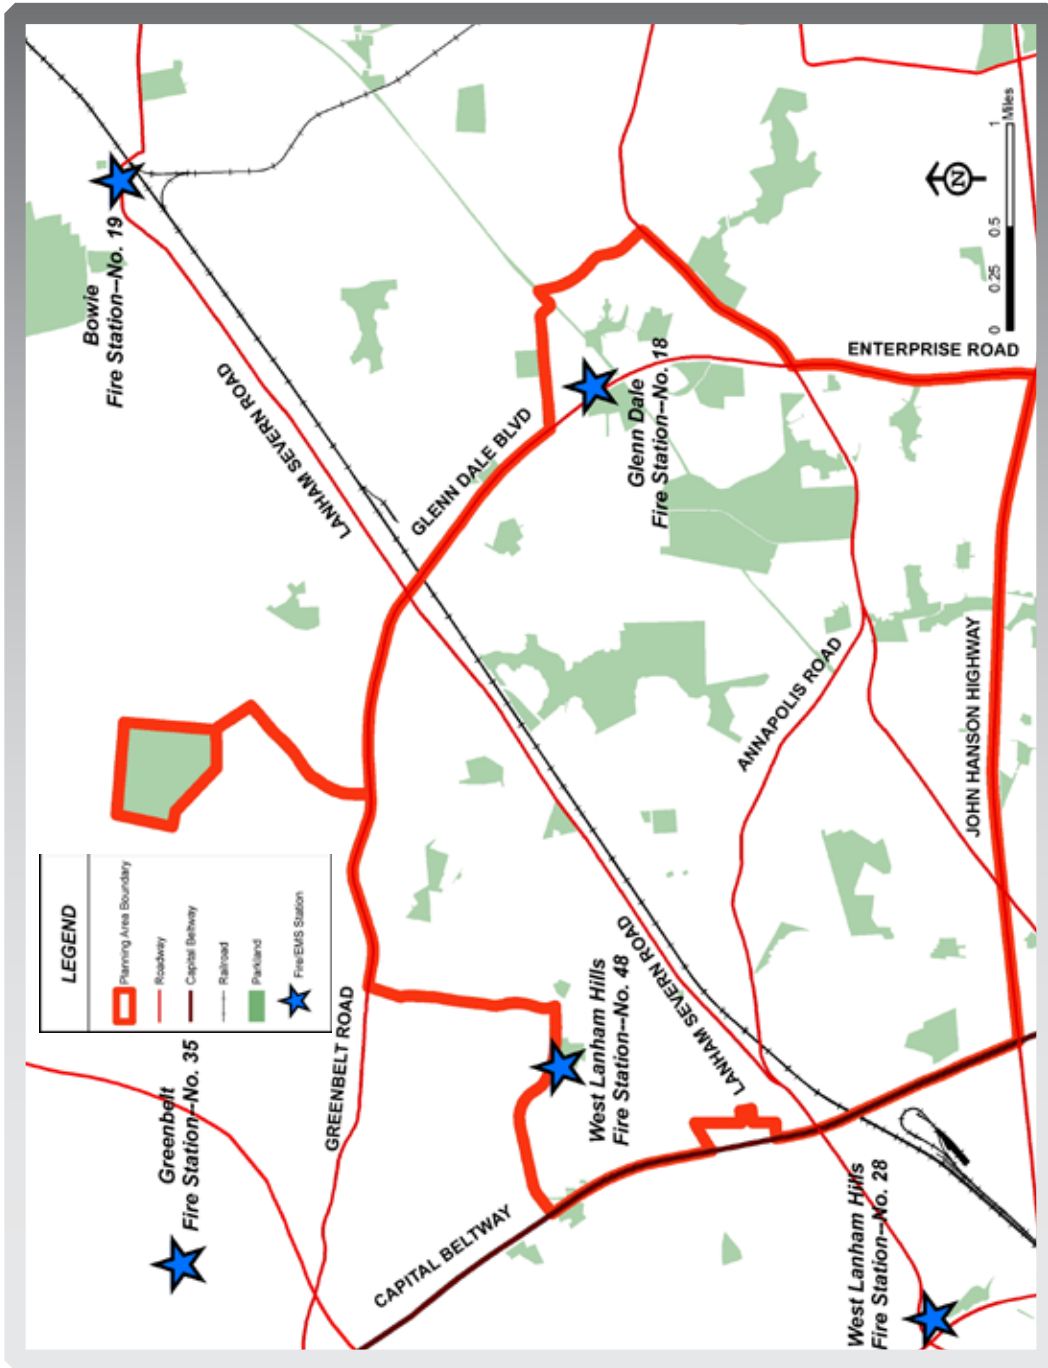 LEGEND
Planning Area Boundary
Roadway
Capital Beltway
Railroad
Parkland
Fire/EMS Station
Greenbelt
Fire Station--No. 35
Bowie
Fire Station--No. 19
LANHAM SEVERN ROAD
GLENN DALE BLVD
Glenn Dale
Fire Station--No. 18
GREENBELT ROAD
West Lanham Hills
Fire Station--No. 48
LANHAM SEVERN ROAD
CAPITAL BELTWAY
ANNAPOLIS ROAD
ENTERPRISE ROAD
JOHN HANSON HIGHWAY
West Lanham Hills
Fire Station--No. 28
N
0 0.25 0.5 1
Miles